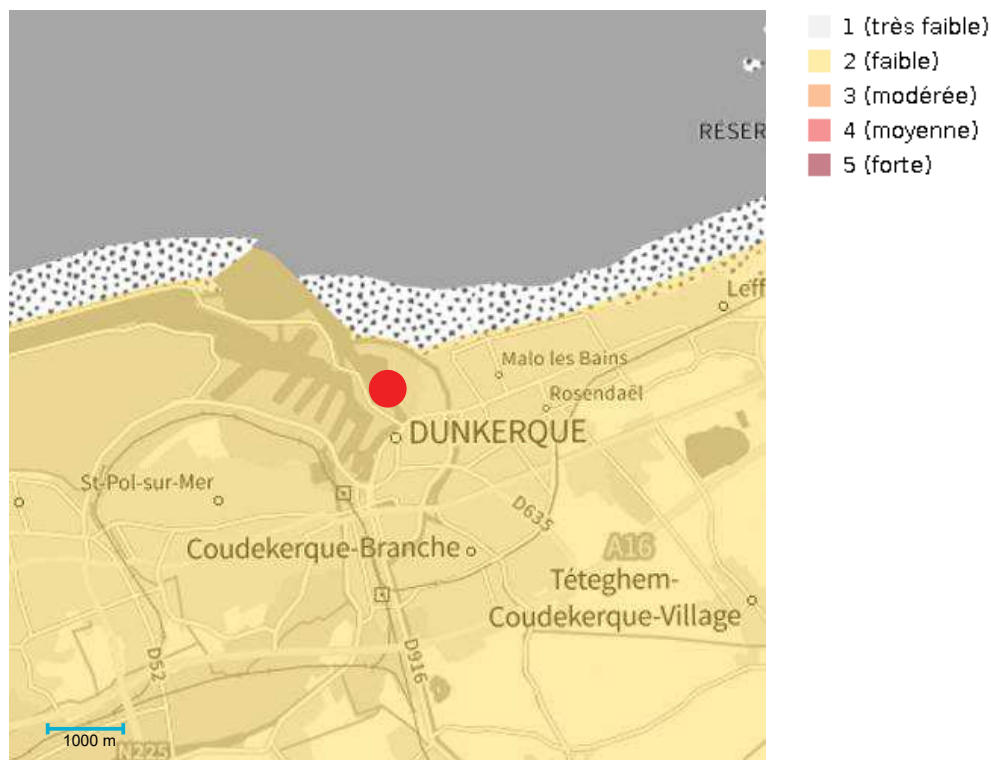 1 (très faible)
2 (faible)
3 (modérée)
4 (moyenne)
5 (forte)
RÉSER
Leff
Malo les Bains
Rosendaël
DUNKERQUE
St-Pol-sur-Mer
D635
Coudekerque-Branche
A16
Téteghem-
Coudekerque-Village
D52
D916
1000 m
N225